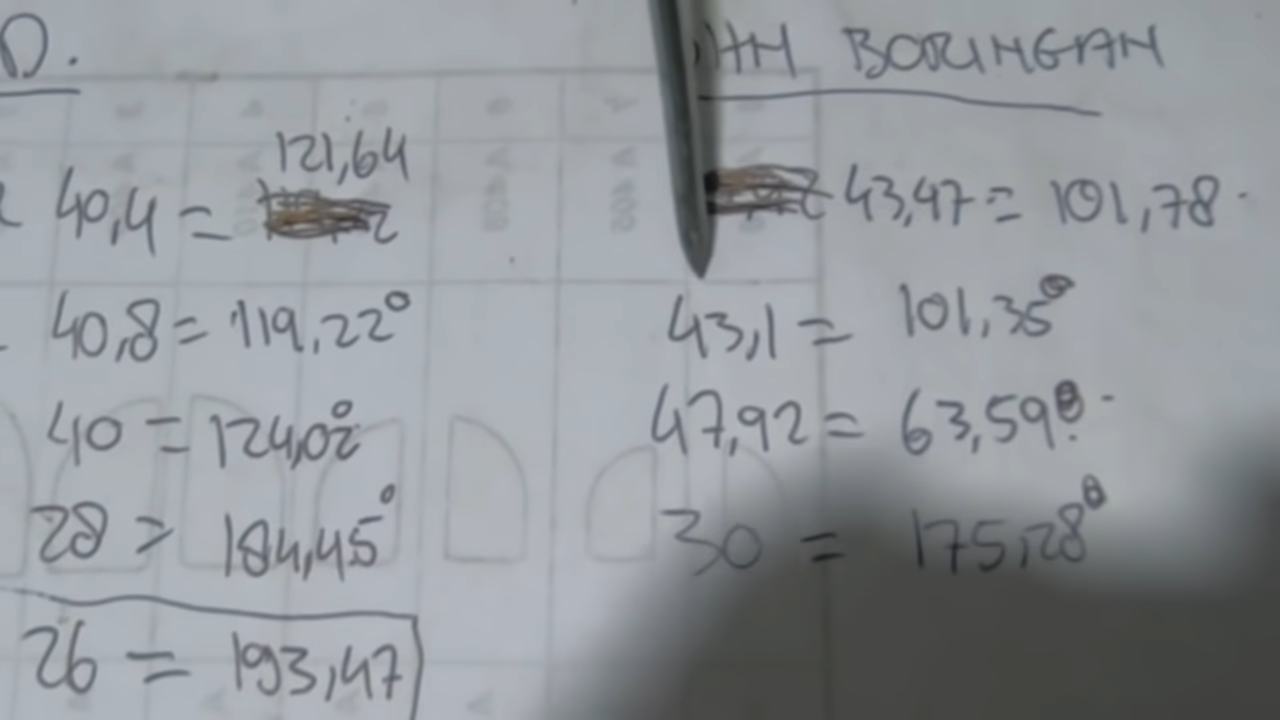 D.
BORINGAN
121,64
40,4 =
43,47 = 101,78
40,8 = 119,22°
43,1 = 101,35°
40 = 124,02°
47,92 = 63,59°
28 = 184,45°
30 = 175,28°
26 = 193,47